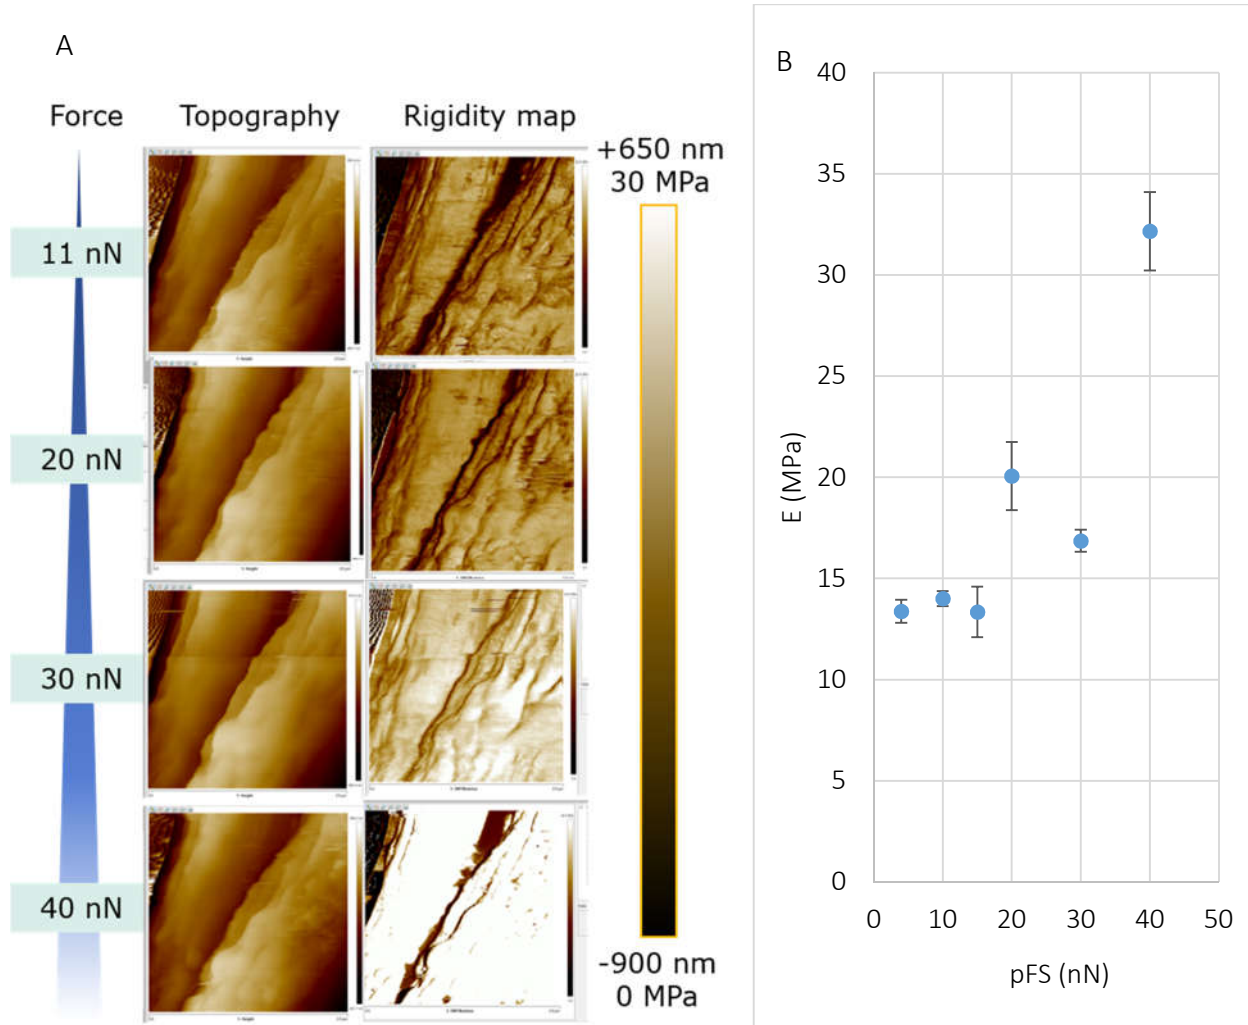 A
Force
Topography
Rigidity map
+650 nm
30 MPa
11 nN
20 nN
30 nN
40 nN
-900 nm
0 MPa
B
40
35
30
25
20
15
10
5
0
E (MPa)
0 10 20 30 40 50
pFS (nN)